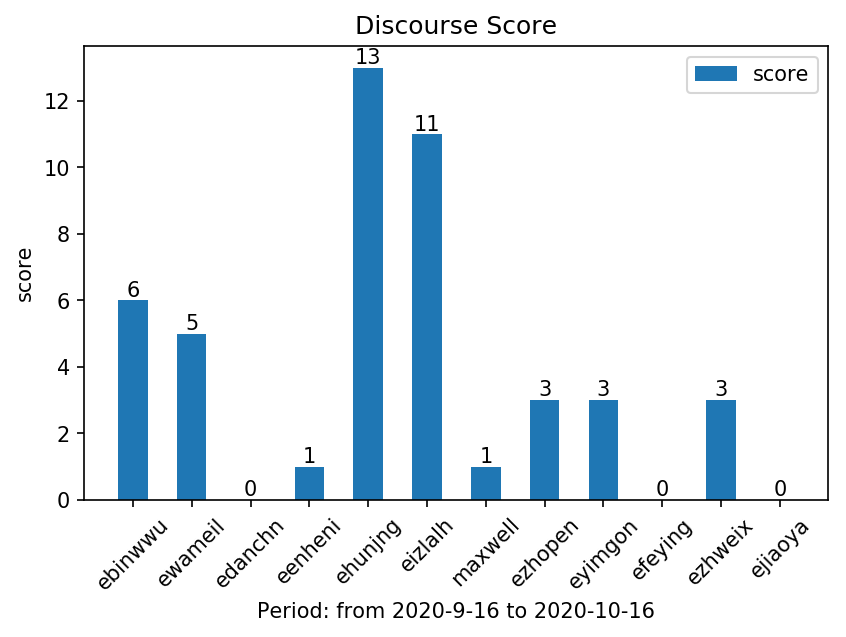 Discourse Score
score
13
12
11
10
8
6
6
5
4
3
3
3
2
1
1
0
0
0
0
score
ebinwwu
ewameil
edanchn
eenheni
ehunjng
eizlalh
maxwell
ezhopen
eyimgon
efeying
ezhweix
ejiaoya
Period: from 2020-9-16 to 2020-10-16